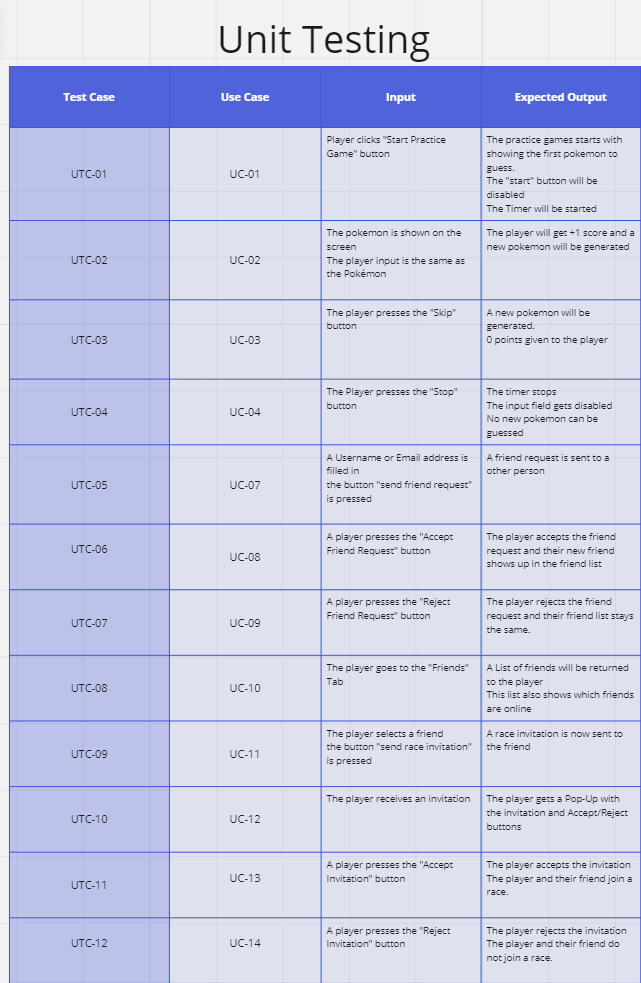 Unit Testing
Test Case
Use Case
Input
Expected Output
UTC-01
UC-01
Player clicks "Start Practice
Game" button
The practice games starts with
showing the first pokemon to
guess.
The "start" button will be
disabled
The Timer will be started
UTC-02
UC-02
The pokemon is shown on the
screen
The player input is the same as
the Pokémon
The player will get +1 score and a
new pokemon will be generated
UTC-03
UC-03
The player presses the "Skip"
button
A new pokemon will be
generated.
0 points given to the player
UTC-04
UC-04
The Player presses the "Stop"
button
The timer stops
The input field gets disabled
No new pokemon can be
guessed
UTC-05
UC-07
A Username or Email address is
filled in
the button "send friend request"
is pressed
A friend request is sent to a
other person
UTC-06
UC-08
A player presses the "Accept
Friend Request" button
The player accepts the friend
request and their new friend
shows up in the friend list
UTC-07
UC-09
A player presses the "Reject
Friend Request" button
The player rejects the friend
request and their friend list stays
the same.
UTC-08
UC-10
The player goes to the "Friends"
Tab
A List of friends will be returned
to the player
This list also shows which friends
are online
UTC-09
UC-11
The player selects a friend
the button "send race invitation"
is pressed
A race invitation is now sent to
the friend
UTC-10
UC-12
The player receives an invitation
The player gets a Pop-Up with
the invitation and Accept/Reject
buttons
UTC-11
UC-13
A player presses the "Accept
Invitation" button
The player accepts the invitation
The player and their friend join a
race.
UTC-12
UC-14
A player presses the "Reject
Invitation" button
The player rejects the invitation
The player and their friend do
not join a race.